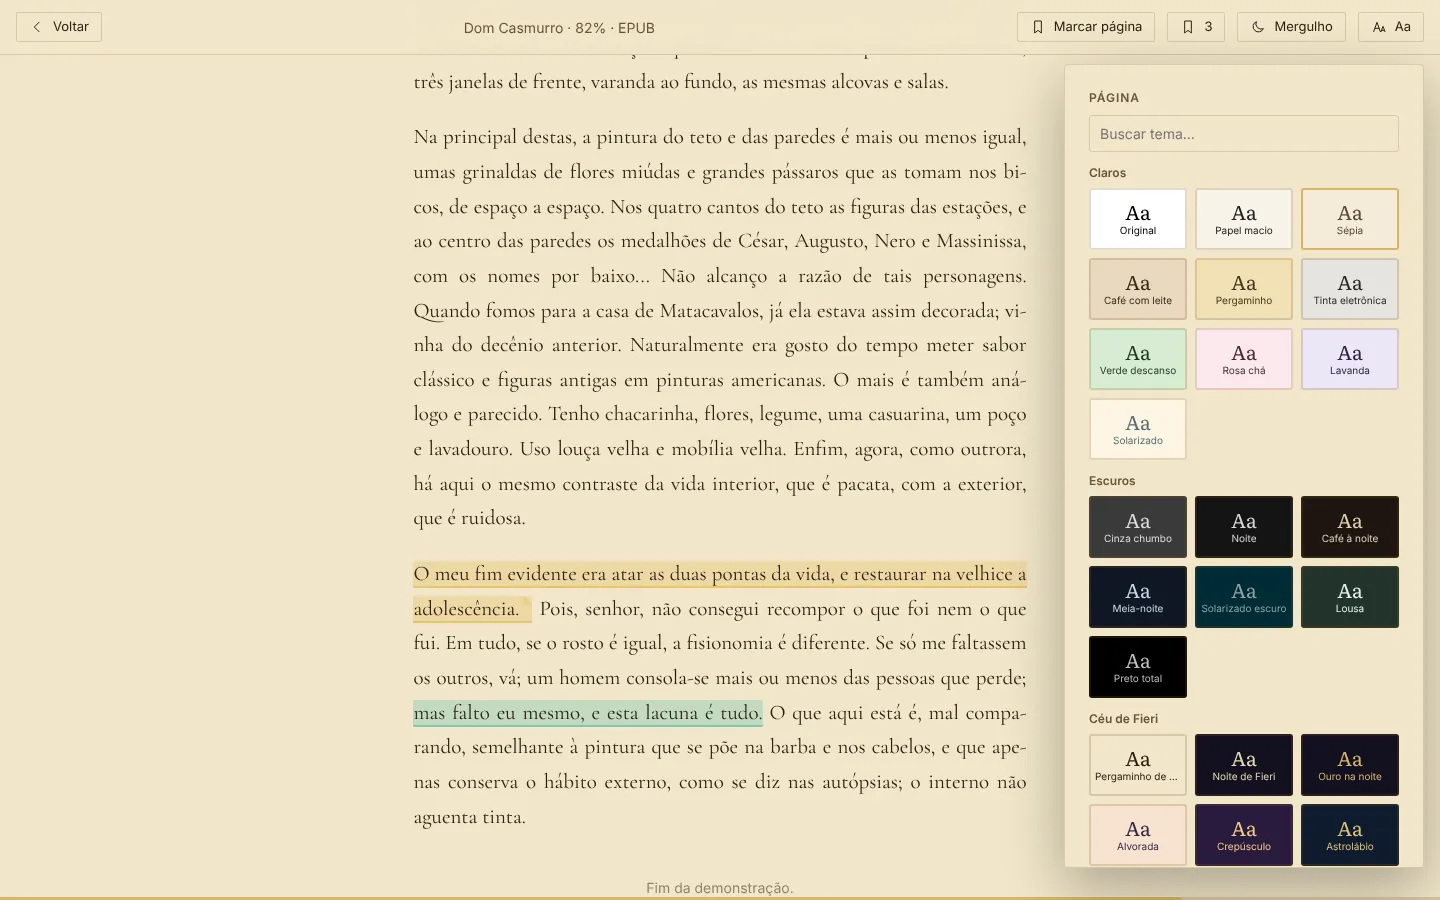 Voltar
Dom Casmurro · 82% · EPUB
Marcar página
3
Mergulho
Aa Aa
três janelas de frente, varanda ao fundo, as mesmas alcovas e salas.
Na principal destas, a pintura do teto e das paredes é mais ou menos igual,
umas grinaldas de flores miúdas e grandes pássaros que as tomam nos bi-
cos, de espaço a espaço. Nos quatro cantos do teto as figuras das estações, e
ao centro das paredes os medalhões de César, Augusto, Nero e Massinissa,
com os nomes por baixo... Não alcanço a razão de tais personagens.
Quando fomos para a casa de Matacavalos, já ela estava assim decorada; vi-
nha do decênio anterior. Naturalmente era gosto do tempo meter sabor
clássico e figuras antigas em pinturas americanas. O mais é também aná-
logo e parecido. Tenho chacarinha, flores, legume, uma casuarina, um poço
e lavadouro. Uso louça velha e mobília velha. Enfim, agora, como outrora,
há aqui o mesmo contraste da vida interior, que é pacata, com a exterior,
que é ruidosa.
O meu fim evidente era atar as duas pontas da vida, e restaurar na velhice a
adolescência. Pois, senhor, não consegui recompor o que foi nem o que
fui. Em tudo, se o rosto é igual, a fisionomia é diferente. Se só me faltassem
os outros, vá; um homem consola-se mais ou menos das pessoas que perde;
mas falto eu mesmo, e esta lacuna é tudo. O que aqui está é, mal compa-
rando, semelhante à pintura que se põe na barba e nos cabelos, e que ape-
nas conserva o hábito externo, como se diz nas autópsias; o interno não
aguenta tinta.
Fim da demonstração.
PÁGINA
Buscar tema...
Claros
Aa Aa Aa
Original Papel macio Sépia
Aa Aa Aa
Café com leite Pergaminho Tinta eletrônica
Aa Aa Aa
Verde descanso Rosa chá Lavanda
Aa
Solarizado
Escuros
Aa Aa Aa
Cinza chumbo Noite Café à noite
Aa Aa Aa
Meia-noite Solarizado escuro Lousa
Aa
Preto total
Céu de Fieri
Aa Aa Aa
Pergaminho de ... Noite de Fieri Ouro na noite
Aa Aa Aa
Alvorada Crepúsculo Astrolábio